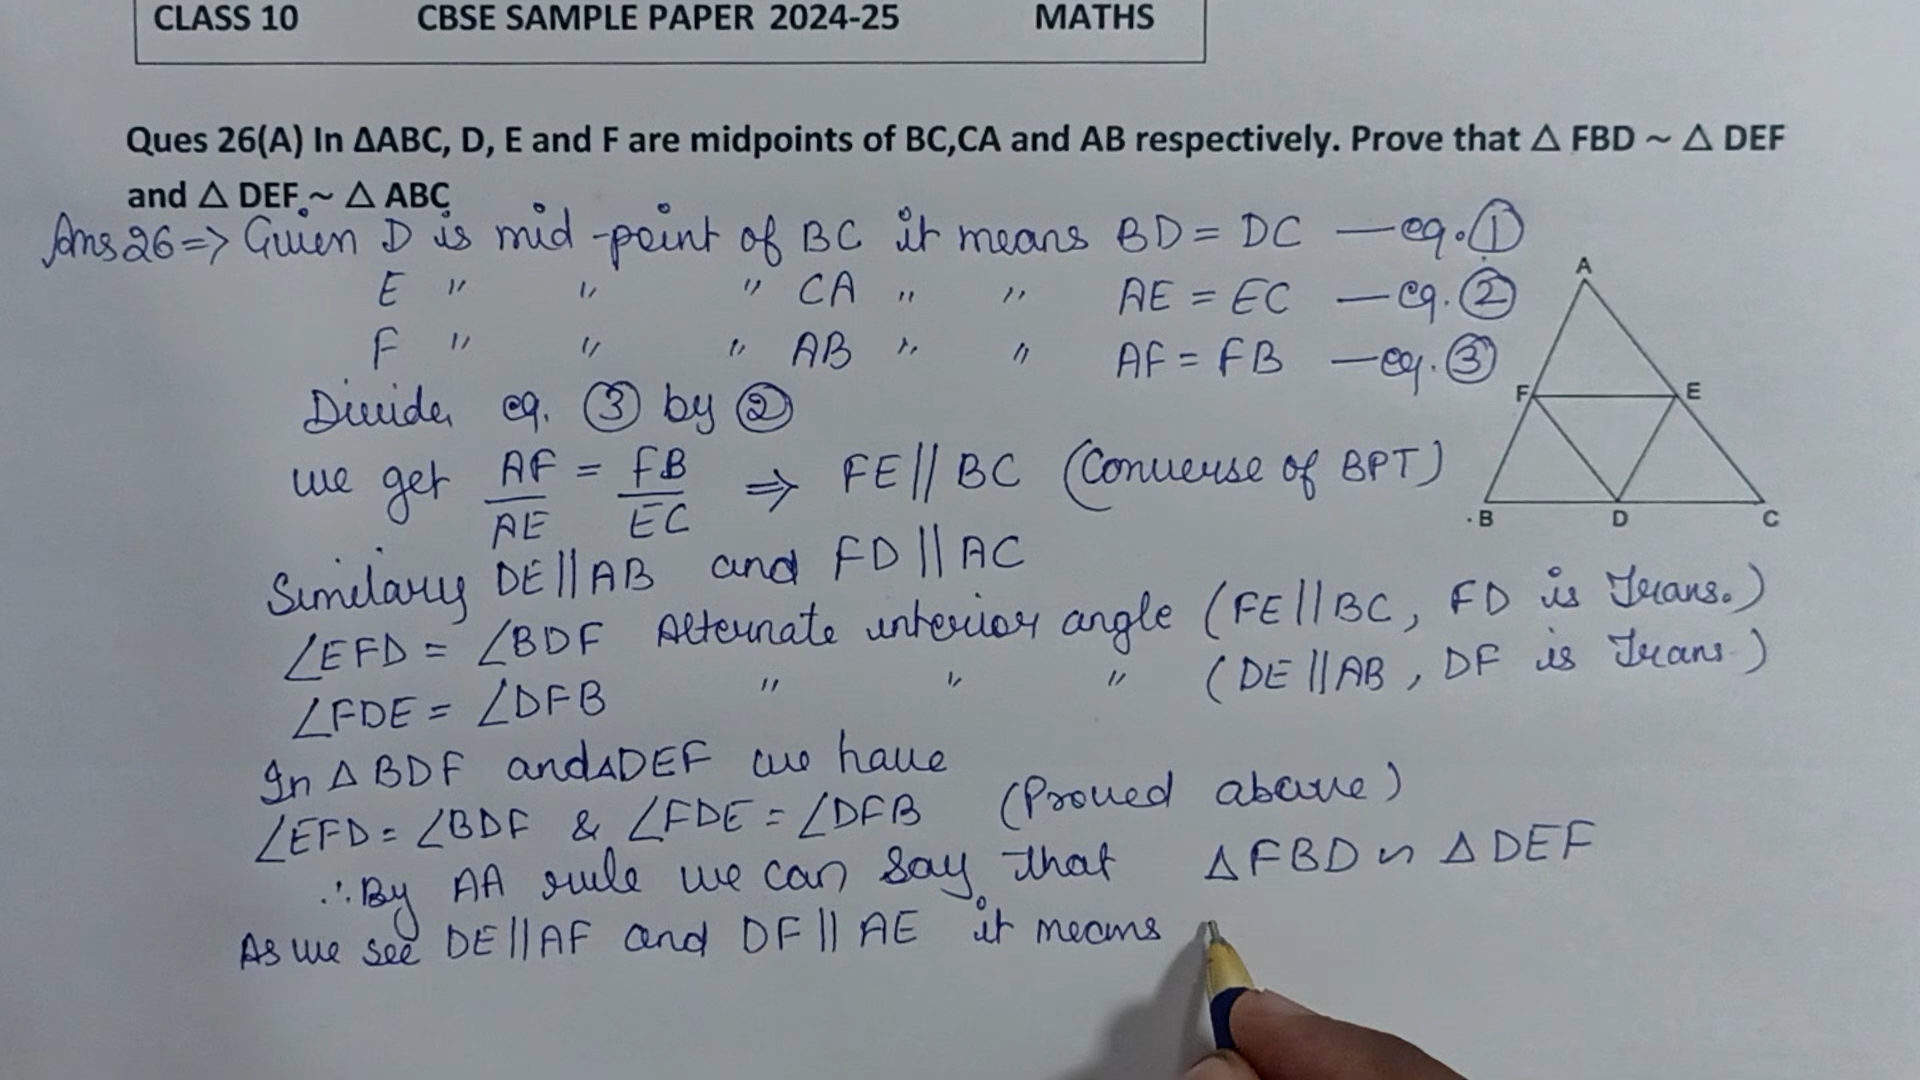 CLASS 10 CBSE SAMPLE PAPER 2024-25 MATHS
Ques 26(A) In ΔABC, D, E and F are midpoints of BC,CA and AB respectively. Prove that △ FBD ~ △ DEF
and △ DEF ~ △ ABC
Ans 26 => Given D is mid-point of BC it means BD = DC — eq. ①
E " " " CA " " AE = EC — eq. ②
F " " " AB " " AF = FB — eq. ③
Divide eq. ③ by ②
we get AF/AE = FB/EC ⇒ FE || BC (Converse of BPT)
Similary DE || AB and FD || AC
∠EFD = ∠BDF Alternate interior angle (FE || BC, FD is Trans.)
∠FDE = ∠DFB " " " (DE || AB, DF is Trans.)
In △ BDF and △DEF we have
∠EFD = ∠BDF & ∠FDE = ∠DFB (Proved above)
∴ By AA rule we can say that △FBD ~ △DEF
As we see DE || AF and DF || AE it means
A
F E
B D C